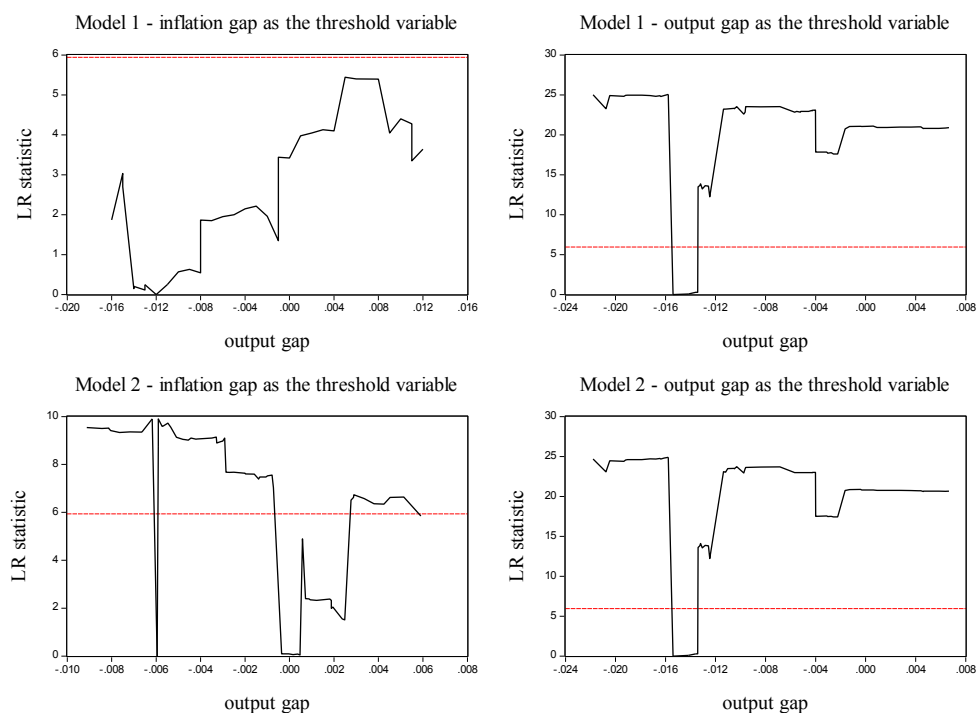 Model 1 - inflation gap as the threshold variable
6
5
4
3
2
1
0
LR statistic
-.020 -.016 -.012 -.008 -.004 .000 .004 .008 .012 .016
output gap
Model 1 - output gap as the threshold variable
30
25
20
15
10
5
0
LR statistic
-.024 -.020 -.016 -.012 -.008 -.004 .000 .004 .008
output gap
Model 2 - inflation gap as the threshold variable
10
8
6
4
2
0
LR statistic
-.010 -.008 -.006 -.004 -.002 .000 .002 .004 .006 .008
output gap
Model 2 - output gap as the threshold variable
30
25
20
15
10
5
0
LR statistic
-.024 -.020 -.016 -.012 -.008 -.004 .000 .004 .008
output gap